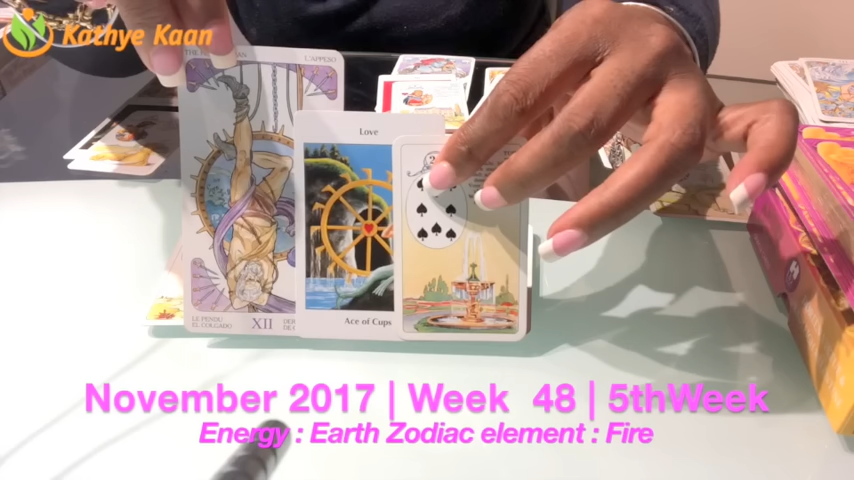 Kathye Kaan
L'APPESO
Love
2
LE PENDU
EL COLGADO
XII
Ace of Cups
November 2017 | Week 48 | 5thWeek
Energy : Earth Zodiac element : Fire